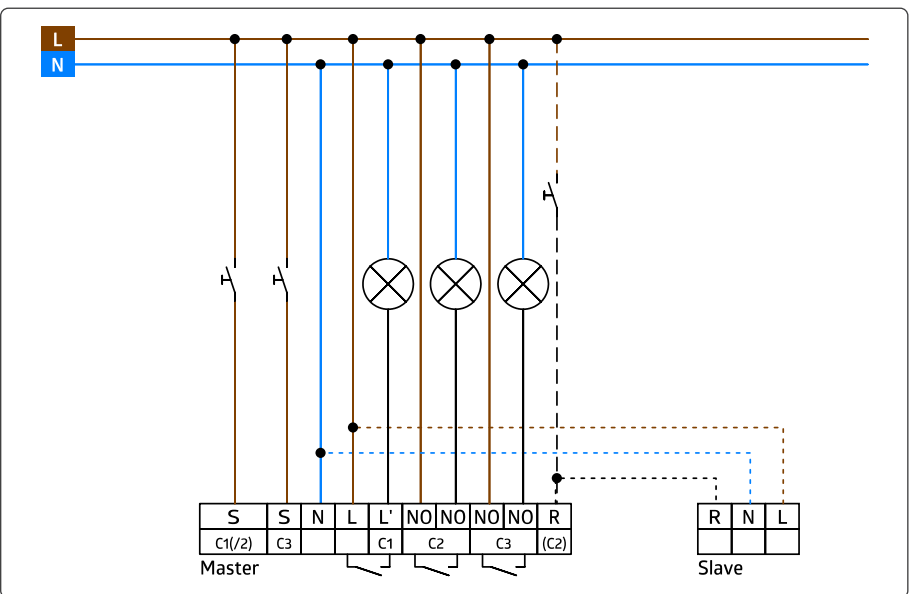 L
N
S S N L L' NO NO NO NO R
C1(/2) C3 C1 C2 C3 (C2)
Master
R N L
Slave